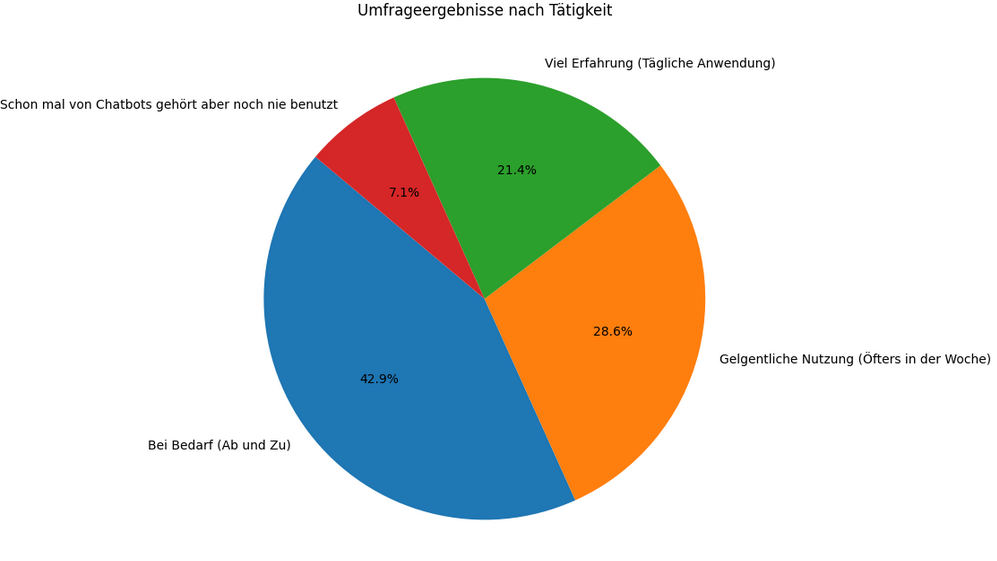 Umfrageergebnisse nach Tätigkeit
Viel Erfahrung (Tägliche Anwendung)
Schon mal von Chatbots gehört aber noch nie benutzt
21.4%
7.1%
28.6%
Gelgentliche Nutzung (Öfters in der Woche)
42.9%
Bei Bedarf (Ab und Zu)